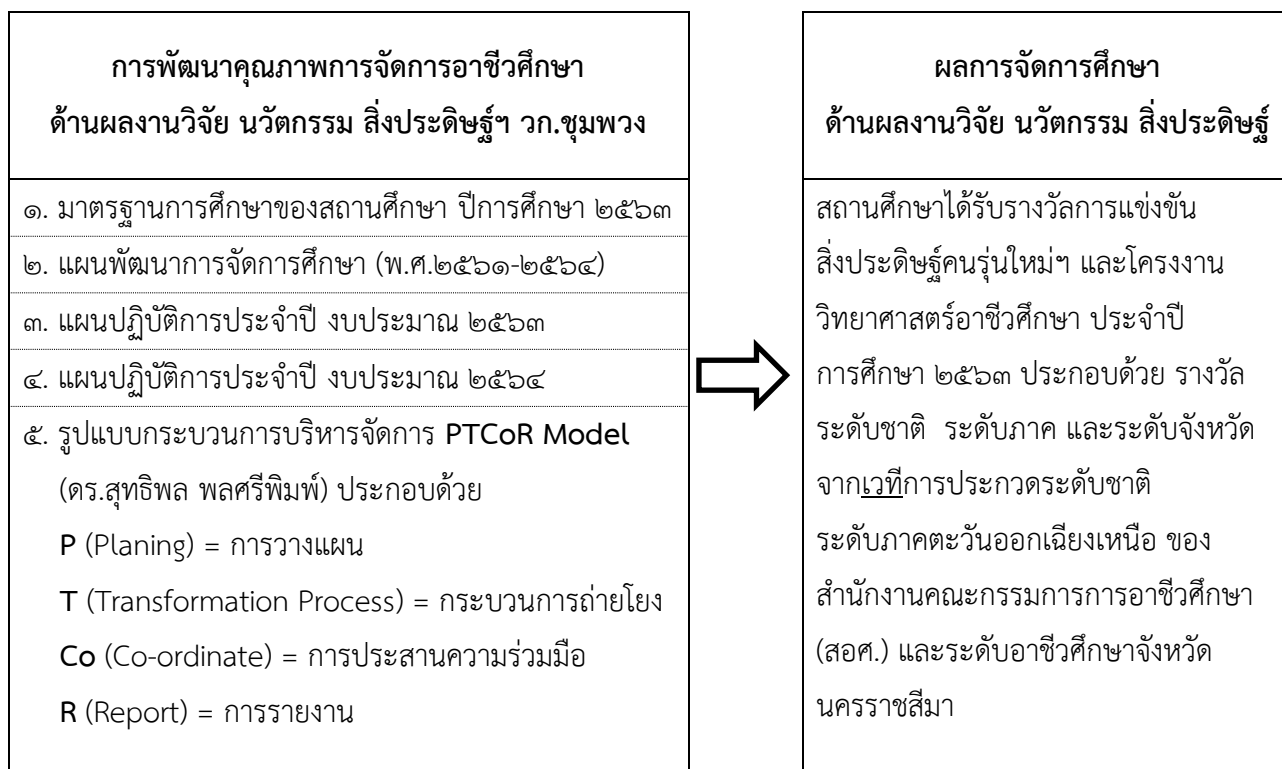 การพัฒนาคุณภาพการจัดการอาชีวศึกษา
ด้านผลงานวิจัย นวัตกรรม สิ่งประดิษฐ์ฯ วก.ชุมพวง
๑. มาตรฐานการศึกษาของสถานศึกษา ปีการศึกษา ๒๕๖๓
๒. แผนพัฒนาการจัดการศึกษา (พ.ศ.๒๕๖๑-๒๕๖๔)
๓. แผนปฏิบัติการประจำปี งบประมาณ ๒๕๖๓
๔. แผนปฏิบัติการประจำปี งบประมาณ ๒๕๖๔
๕. รูปแบบกระบวนการบริหารจัดการ PTCoR Model
(ดร.สุทธิพล พลศรีพิมพ์) ประกอบด้วย
P (Planing) = การวางแผน
T (Transformation Process) = กระบวนการถ่ายโยง
Co (Co-ordinate) = การประสานความร่วมมือ
R (Report) = การรายงาน
ผลการจัดการศึกษา
ด้านผลงานวิจัย นวัตกรรม สิ่งประดิษฐ์
สถานศึกษาได้รับรางวัลการแข่งขัน
สิ่งประดิษฐ์คนรุ่นใหม่ฯ และโครงงาน
วิทยาศาสตร์อาชีวศึกษา ประจำปี
การศึกษา ๒๕๖๓ ประกอบด้วย รางวัล
ระดับชาติ ระดับภาค และระดับจังหวัด
จากเวทีการประกวดระดับชาติ
ระดับภาคตะวันออกเฉียงเหนือ ของ
สำนักงานคณะกรรมการการอาชีวศึกษา
(สอศ.) และระดับอาชีวศึกษาจังหวัด
นครราชสีมา